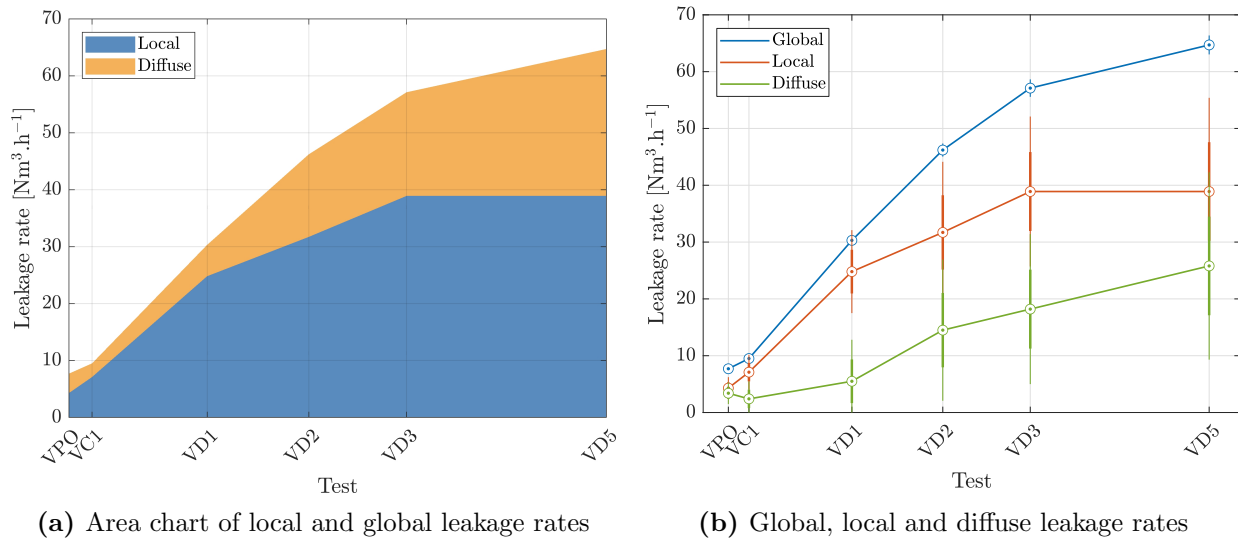 70
60
50
40
30
20
10
0
Leakage rate [Nm³.h⁻¹]
Local
Diffuse
VPO
VC1
VD1
VD2
VD3
VD5
Test
(a) Area chart of local and global leakage rates
70
60
50
40
30
20
10
0
Leakage rate [Nm³.h⁻¹]
Global
Local
Diffuse
VPO
VC1
VD1
VD2
VD3
VD5
Test
(b) Global, local and diffuse leakage rates